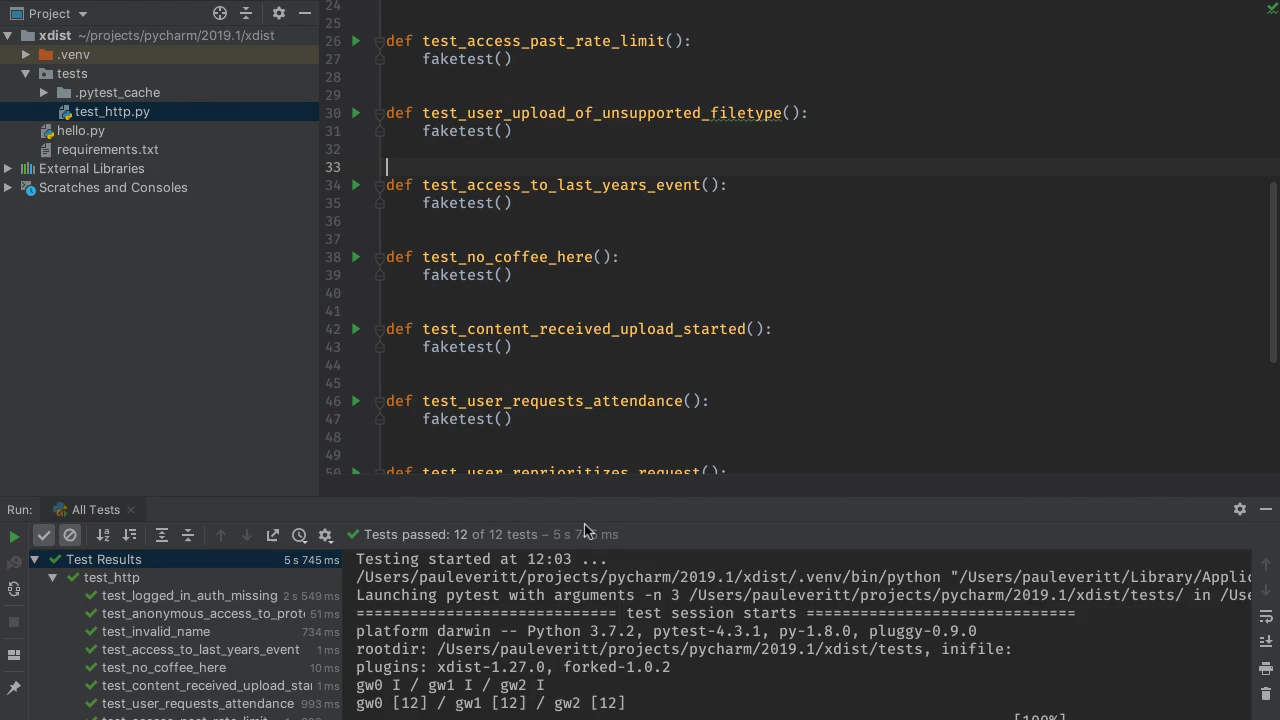 Project
xdist ~/projects/pycharm/2019.1/xdist
.venv
tests
.pytest_cache
test_http.py
hello.py
requirements.txt
External Libraries
Scratches and Consoles
24
25
26 def test_access_past_rate_limit():
27 faketest()
28
29
30 def test_user_upload_of_unsupported_filetype():
31 faketest()
32
33
34 def test_access_to_last_years_event():
35 faketest()
36
37
38 def test_no_coffee_here():
39 faketest()
40
41
42 def test_content_received_upload_started():
43 faketest()
44
45
46 def test_user_requests_attendance():
47 faketest()
48
49
50 def test_user_reprioritizes_request():
Run: All Tests
Tests passed: 12 of 12 tests – 5 s ms
Test Results 5 s 745 ms
test_http
test_logged_in_auth_missing 2 s 549 ms
test_anonymous_access_to_prote 51 ms
test_invalid_name 734 ms
test_access_to_last_years_event 1 ms
test_no_coffee_here 10 ms
test_content_received_upload_star 1 ms
test_user_requests_attendance 993 ms
test_access_past_rate_limit
Testing started at 12:03 ...
/Users/pauleveritt/projects/pycharm/2019.1/xdist/.venv/bin/python "/Users/pauleveritt/Library/Applic
Launching pytest with arguments -n 3 /Users/pauleveritt/projects/pycharm/2019.1/xdist/tests/ in /Use
============================= test session starts ==============================
platform darwin -- Python 3.7.2, pytest-4.3.1, py-1.8.0, pluggy-0.9.0
rootdir: /Users/pauleveritt/projects/pycharm/2019.1/xdist/tests, inifile:
plugins: xdist-1.27.0, forked-1.0.2
gw0 I / gw1 I / gw2 I
gw0 [12] / gw1 [12] / gw2 [12]
[100%]